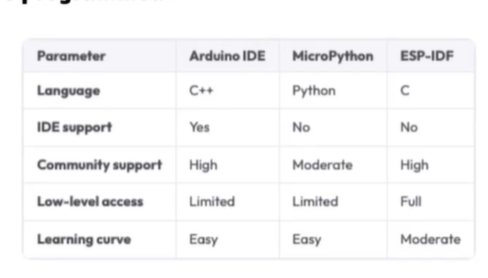 Parameter Arduino IDE MicroPython ESP-IDF
Language C++ Python C
IDE support Yes No No
Community support High Moderate High
Low-level access Limited Limited Full
Learning curve Easy Easy Moderate